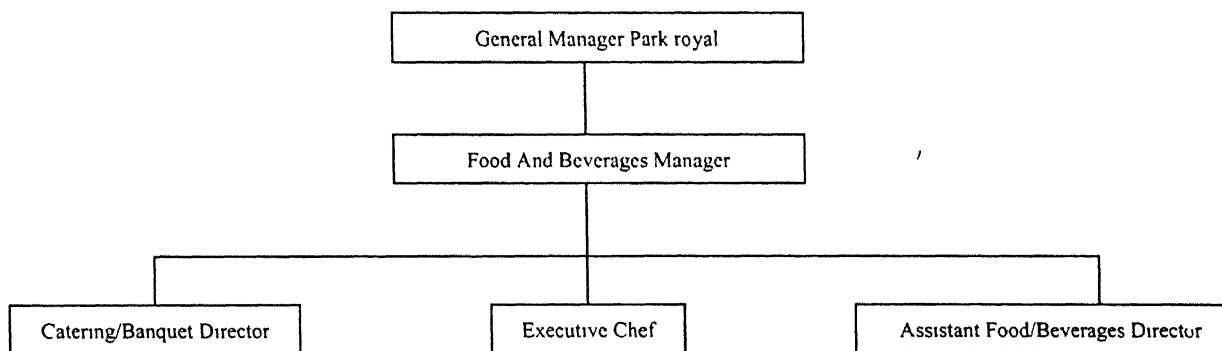 General Manager Park royal
Food And Beverages Manager
Catering/Banquet Director
Executive Chef
Assistant Food/Beverages Director